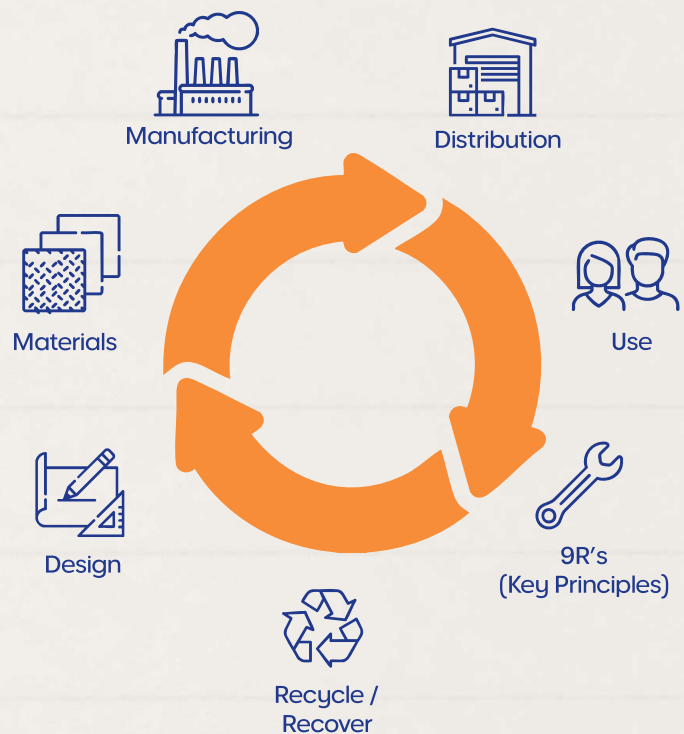 Manufacturing
Distribution
Materials
Use
Design
9R's
(Key Principles)
Recycle /
Recover